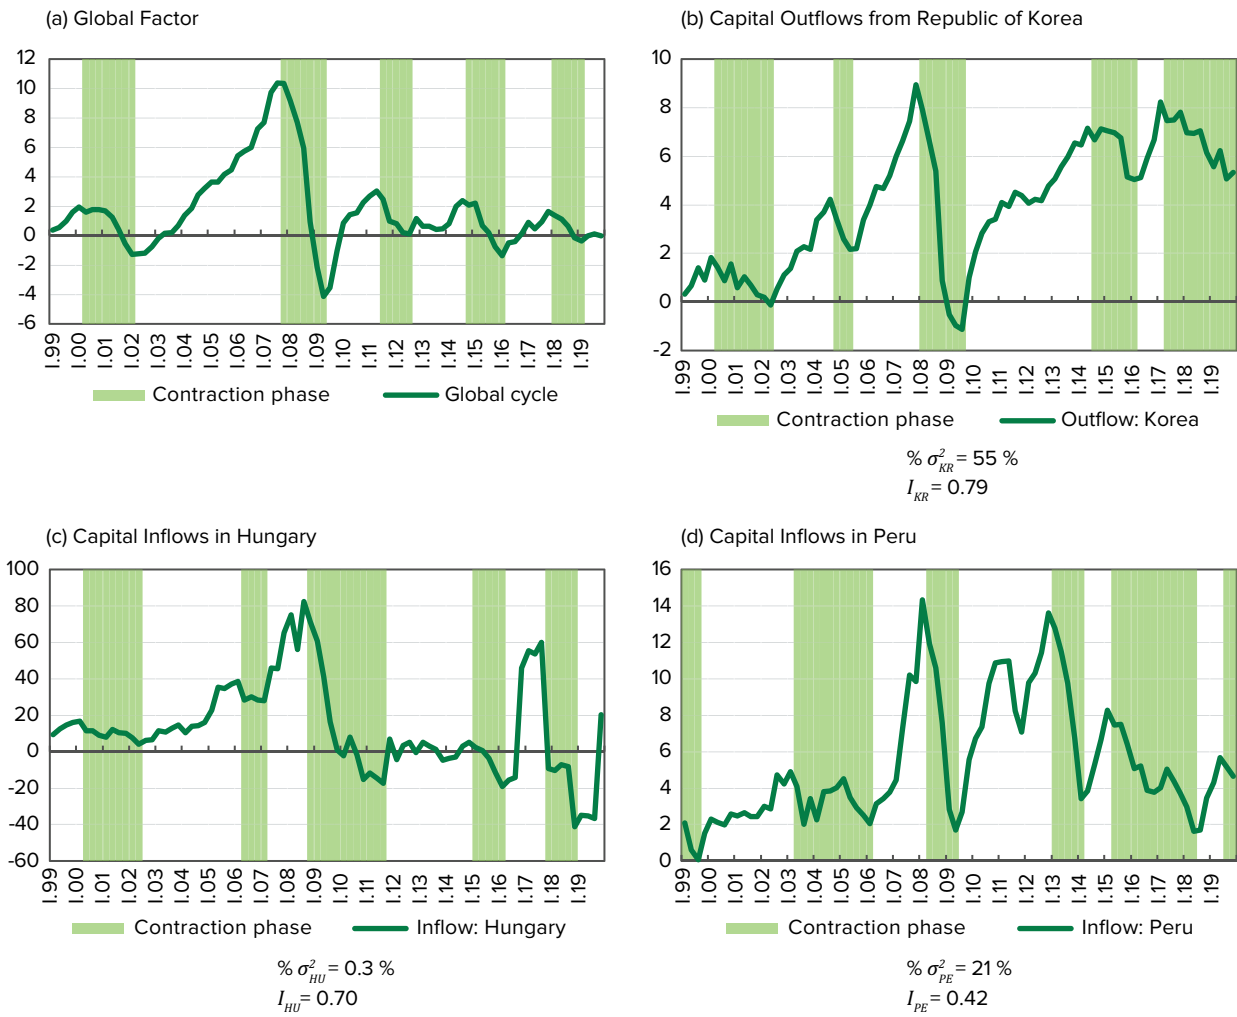 (a) Global Factor
12
10
8
6
4
2
0
-2
-4
-6
I.99 I.00 I.01 I.02 I.03 I.04 I.05 I.06 I.07 I.08 I.09 I.10 I.11 I.12 I.13 I.14 I.15 I.16 I.17 I.18 I.19
Contraction phase Global cycle
(b) Capital Outflows from Republic of Korea
10
8
6
4
2
0
-2
I.99 I.00 I.01 I.02 I.03 I.04 I.05 I.06 I.07 I.08 I.09 I.10 I.11 I.12 I.13 I.14 I.15 I.16 I.17 I.18 I.19
Contraction phase Outflow: Korea
% σ²KR = 55 %
IKR = 0.79
(c) Capital Inflows in Hungary
100
80
60
40
20
0
-20
-40
-60
I.99 I.00 I.01 I.02 I.03 I.04 I.05 I.06 I.07 I.08 I.09 I.10 I.11 I.12 I.13 I.14 I.15 I.16 I.17 I.18 I.19
Contraction phase Inflow: Hungary
% σ²HU = 0.3 %
IHU = 0.70
(d) Capital Inflows in Peru
16
14
12
10
8
6
4
2
0
I.99 I.00 I.01 I.02 I.03 I.04 I.05 I.06 I.07 I.08 I.09 I.10 I.11 I.12 I.13 I.14 I.15 I.16 I.17 I.18 I.19
Contraction phase Inflow: Peru
% σ²PE = 21 %
IPE = 0.42